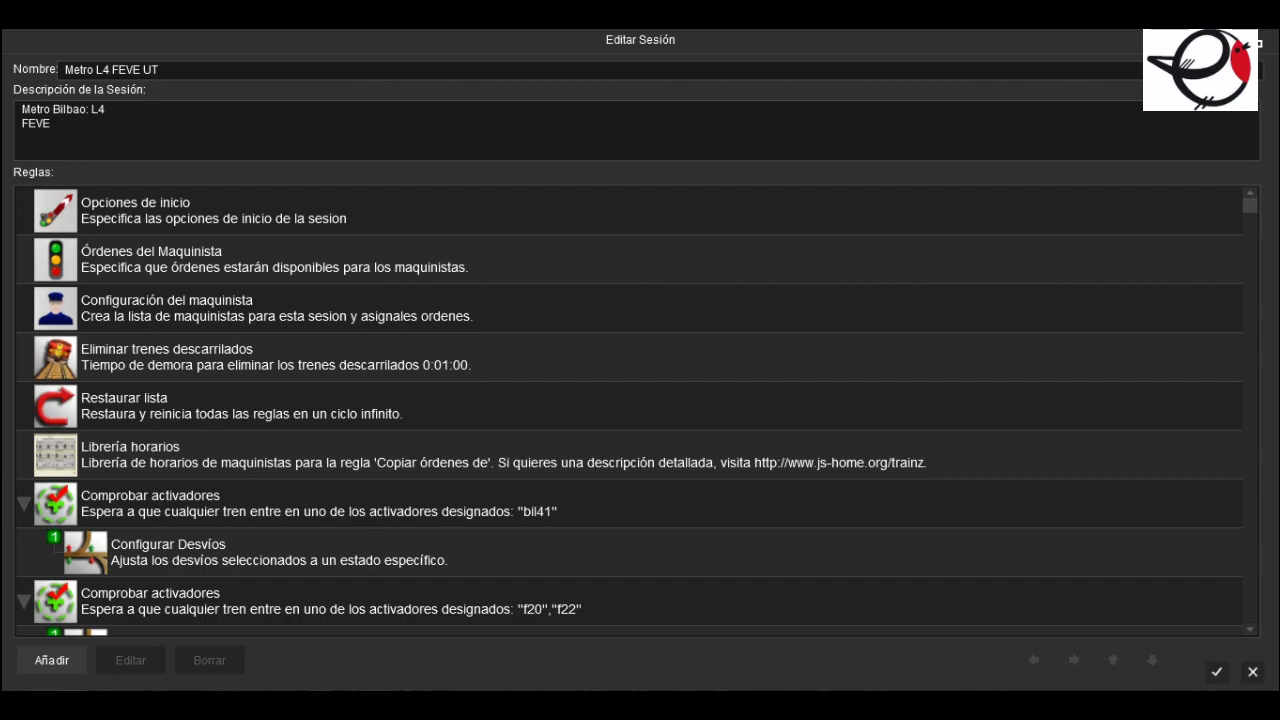 Editar Sesión
Nombre: Metro L4 FEVE UT
Descripción de la Sesión:
Metro Bilbao: L4
FEVE
Reglas:
Opciones de inicio
Especifica las opciones de inicio de la sesion
Órdenes del Maquinista
Especifica que órdenes estarán disponibles para los maquinistas.
Configuración del maquinista
Crea la lista de maquinistas para esta sesion y asignales ordenes.
Eliminar trenes descarrilados
Tiempo de demora para eliminar los trenes descarrilados 0:01:00.
Restaurar lista
Restaura y reinicia todas las reglas en un ciclo infinito.
Librería horarios
Librería de horarios de maquinistas para la regla 'Copiar órdenes de'. Si quieres una descripción detallada, visita http://www.js-home.org/trainz.
Comprobar activadores
Espera a que cualquier tren entre en uno de los activadores designados: "bil41"
1
Configurar Desvíos
Ajusta los desvíos seleccionados a un estado específico.
Comprobar activadores
Espera a que cualquier tren entre en uno de los activadores designados: "f20","f22"
1
Añadir Editar Borrar